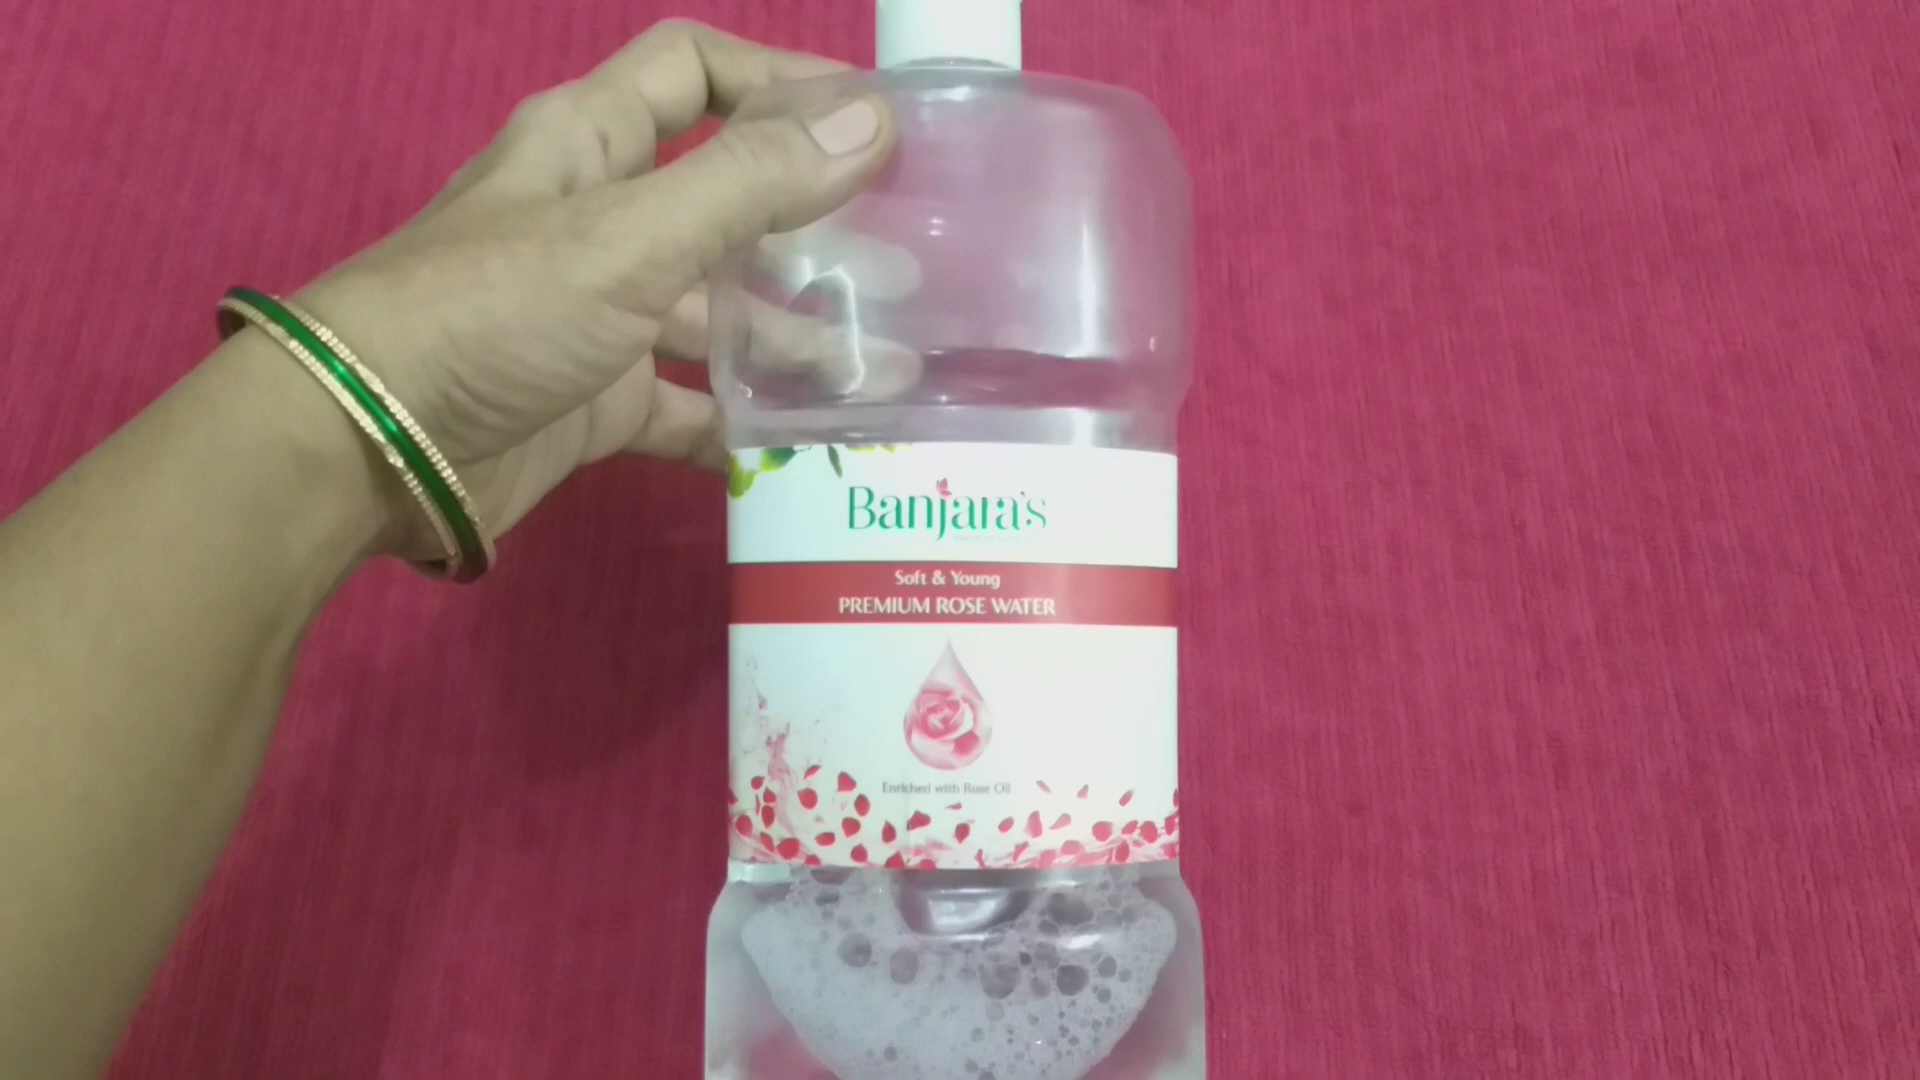 Banjara's
Soft & Young
PREMIUM ROSE WATER
Enriched with Rose Oil